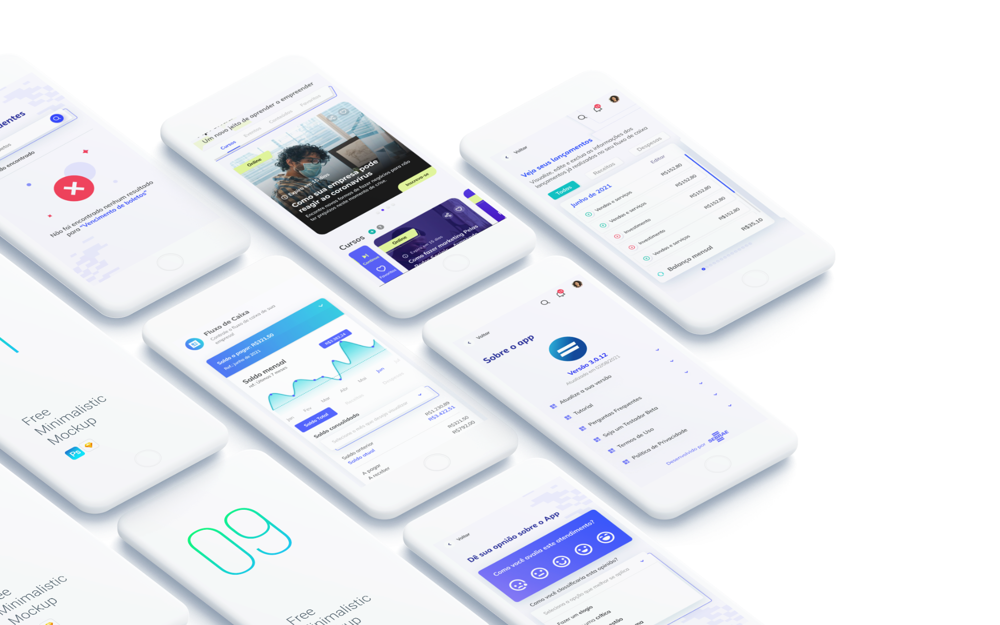 dentes
letos
do encontrado
Não foi encontrado nenhum resultado
para "Vencimento de boletos"
Um novo jeito de aprender a empreender
Cursos
Eventos
Conteúdos
Favoritos
Online
Expira em 15 dias
Como sua empresa pode
reagir ao coronavírus
Encontre novas formas de fazer negócios para não
ter prejuízos neste momento de crise.
Inscreva-se
Cursos
+
?
Continue
Favoritos
Online
Expira em 15 dias
Como fazer marketing Pelas
Voltar
Veja seus lançamentos
Visualize, edite e exclua as informações dos
lançamentos já realizados no seu fluxo de caixa
Todas
Receitas
Despesas
Junho de 2021
Editar
Vendas e serviços
R$152,80
Vendas e serviços
R$152,80
Investimento
R$152,80
Investimento
R$152,80
Vendas e serviços
R$152,80
Balanço mensal
R$35,10
Free
Minimalistic
Mockup
Ps
Fluxo de Caixa
Controle o fluxo de caixa de sua
empresa!
Saldo a pagar: R$321,50
Ref.: junho de 2021
Saldo mensal
ref.: Últimos 7 meses
R$3.382,24
Jan
Fev
Mar
Abr
Mai
Jun
Jul
Saldo Total
Receitas
Despesas
Saldo consolidado
Selecione o mês que deseja visualizar
Saldo anterior
R$1.230,89
Saldo atual
R$3.422,51
A pagar
R$321,50
A receber
R$792,00
Voltar
Sobre o app
Versão 3.0.12
Atualizado em 02/08/2021
Atualize a sua versão
Tutorial
Perguntas Frequentes
Seja um Testador Beta
Termos de Uso
Política de Privacidade
Desenvolvido por
SEBRAE
ee
Minimalistic
Mockup
09
Free
inimalistic
Voltar
Dê sua opnião sobre o App
Como você avalia este atendimento?
Como você classificaria esta opinião?
Seleciona a opção que melhor se aplica
Fazer um elogio
uma crítica
estão
ma